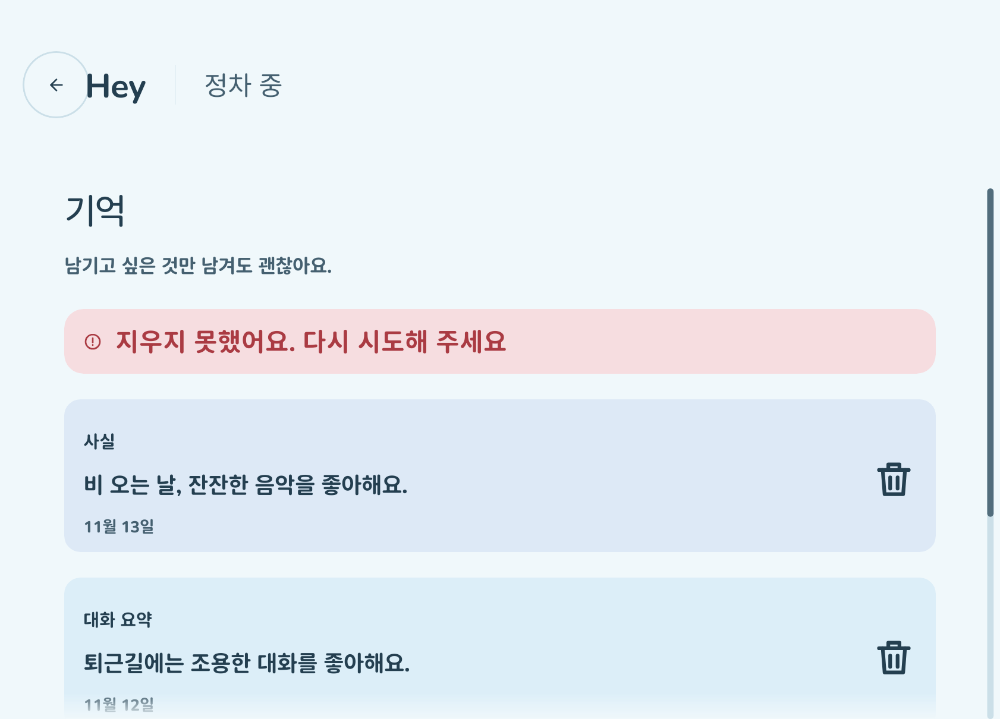 Hey
정차 중
기억
남기고 싶은 것만 남겨도 괜찮아요.
지우지 못했어요. 다시 시도해 주세요
사실
비 오는 날, 잔잔한 음악을 좋아해요.
11월 13일
대화 요약
퇴근길에는 조용한 대화를 좋아해요.
11월 12일